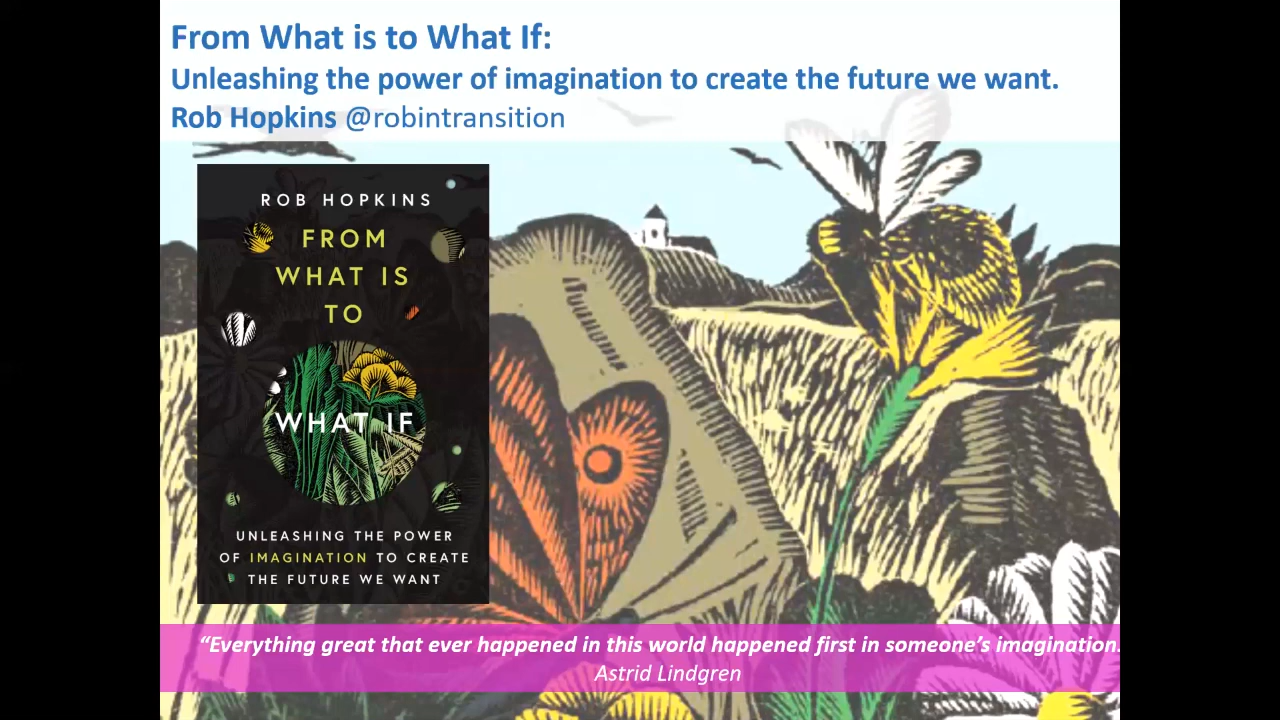 From What is to What If:
Unleashing the power of imagination to create the future we want.
Rob Hopkins @robintransition
ROB HOPKINS
FROM
WHAT IS
TO
WHAT IF
UNLEASHING THE POWER
OF IMAGINATION TO CREATE
THE FUTURE WE WANT
“Everything great that ever happened in this world happened first in someone’s imagination.
Astrid Lindgren